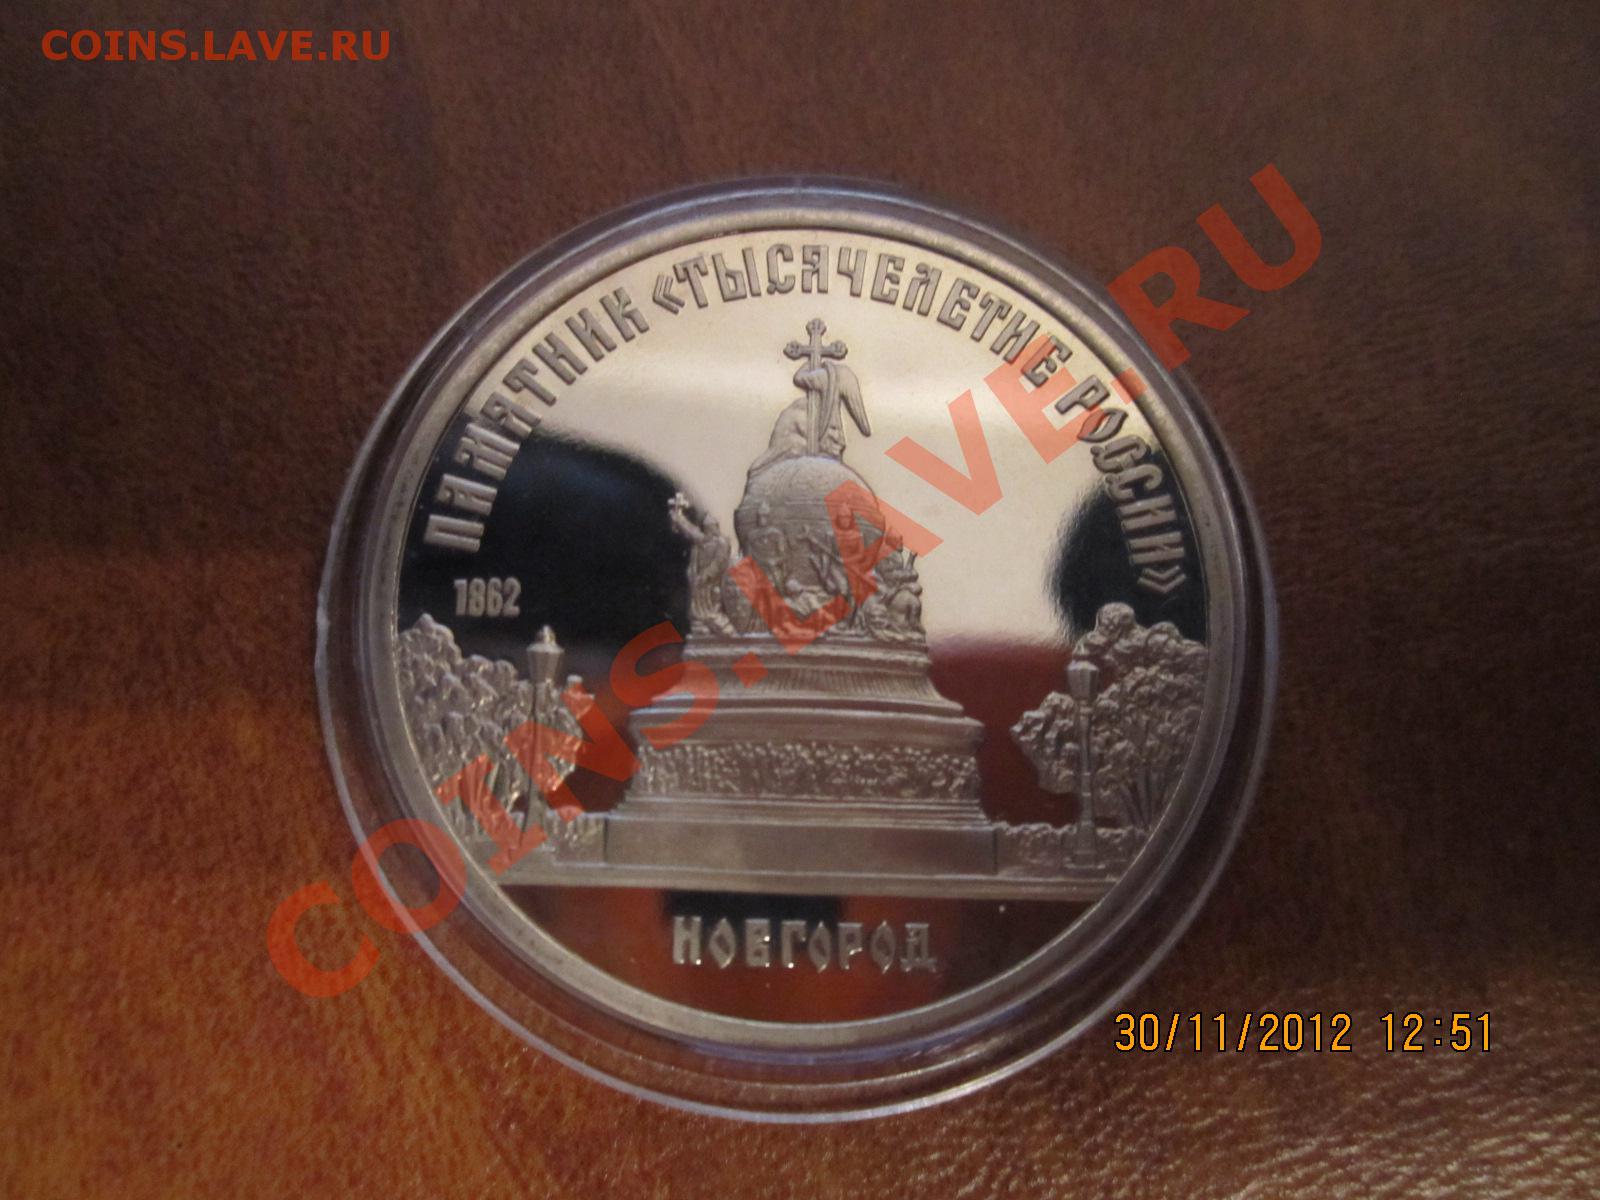 COINS.LAVE.RU
ПАМЯТНИК «ТЫСЯЧЕЛЕТИЕ РОССИИ»
1862
НОВГОРОД
COINS.LAVE.RU
30/11/2012 12:51